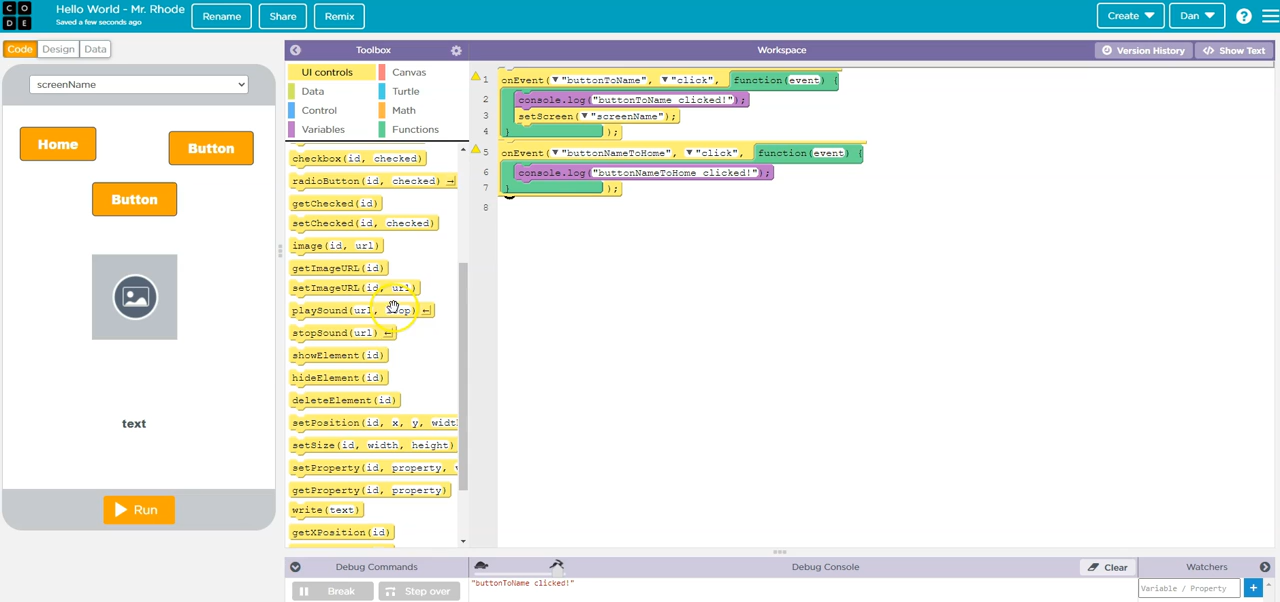 CODE
Hello World - Mr. Rhode
Saved a few seconds ago
Rename
Share
Remix
Create
Dan
?
Code
Design
Data
Toolbox
Workspace
Version History
</> Show Text
screenName
Home
Button
Button
text
Run
UI controls
Canvas
Data
Turtle
Control
Math
Variables
Functions
checkbox(id, checked)
radioButton(id, checked)
getChecked(id)
setChecked(id, checked)
image(id, url)
getImageURL(id)
setImageURL(id, url)
playSound(url, loop)
stopSound(url)
showElement(id)
hideElement(id)
deleteElement(id)
setPosition(id, x, y, widt
setSize(id, width, height)
setProperty(id, property,
getProperty(id, property)
write(text)
getXPosition(id)
1 onEvent(▼"buttonToName", ▼"click", function(event) {
2 console.log("buttonToName clicked!");
3 setScreen(▼"screenName");
4 } );
5 onEvent(▼"buttonNameToHome", ▼"click", function(event) {
6 console.log("buttonNameToHome clicked!");
7 } );
8
Debug Commands
Debug Console
Clear
Watchers
Break
Step over
"buttonToName clicked!"
Variable / Property
+